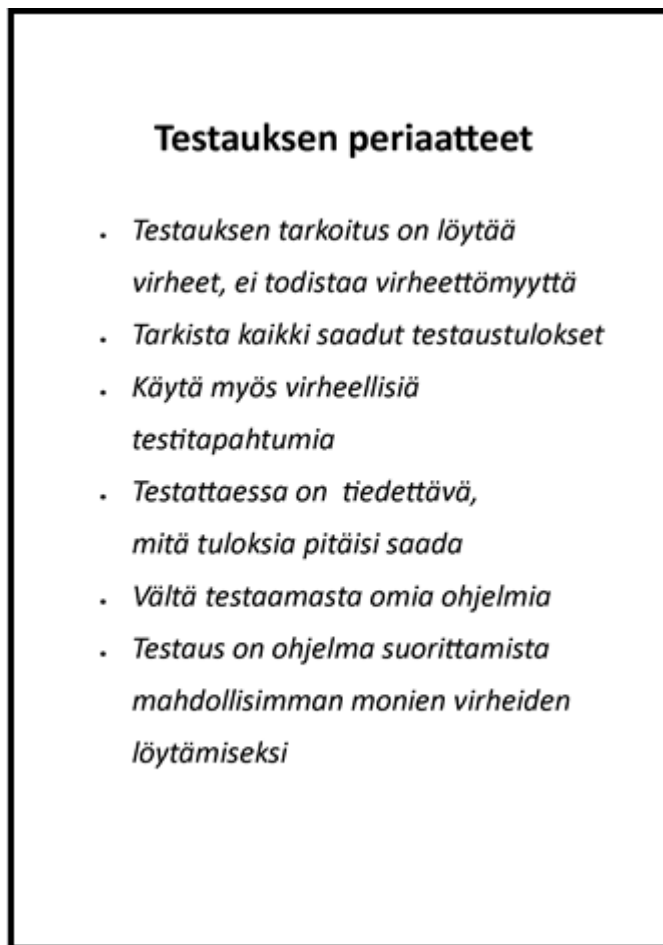 Testauksen periaatteet
• Testauksen tarkoitus on löytää
virheet, ei todistaa virheettömyyttä
• Tarkista kaikki saadut testaustulokset
• Käytä myös virheellisiä
testitapahtumia
• Testattaessa on tiedettävä,
mitä tuloksia pitäisi saada
• Vältä testaamasta omia ohjelmia
• Testaus on ohjelma suorittamista
mahdollisimman monien virheiden
löytämiseksi